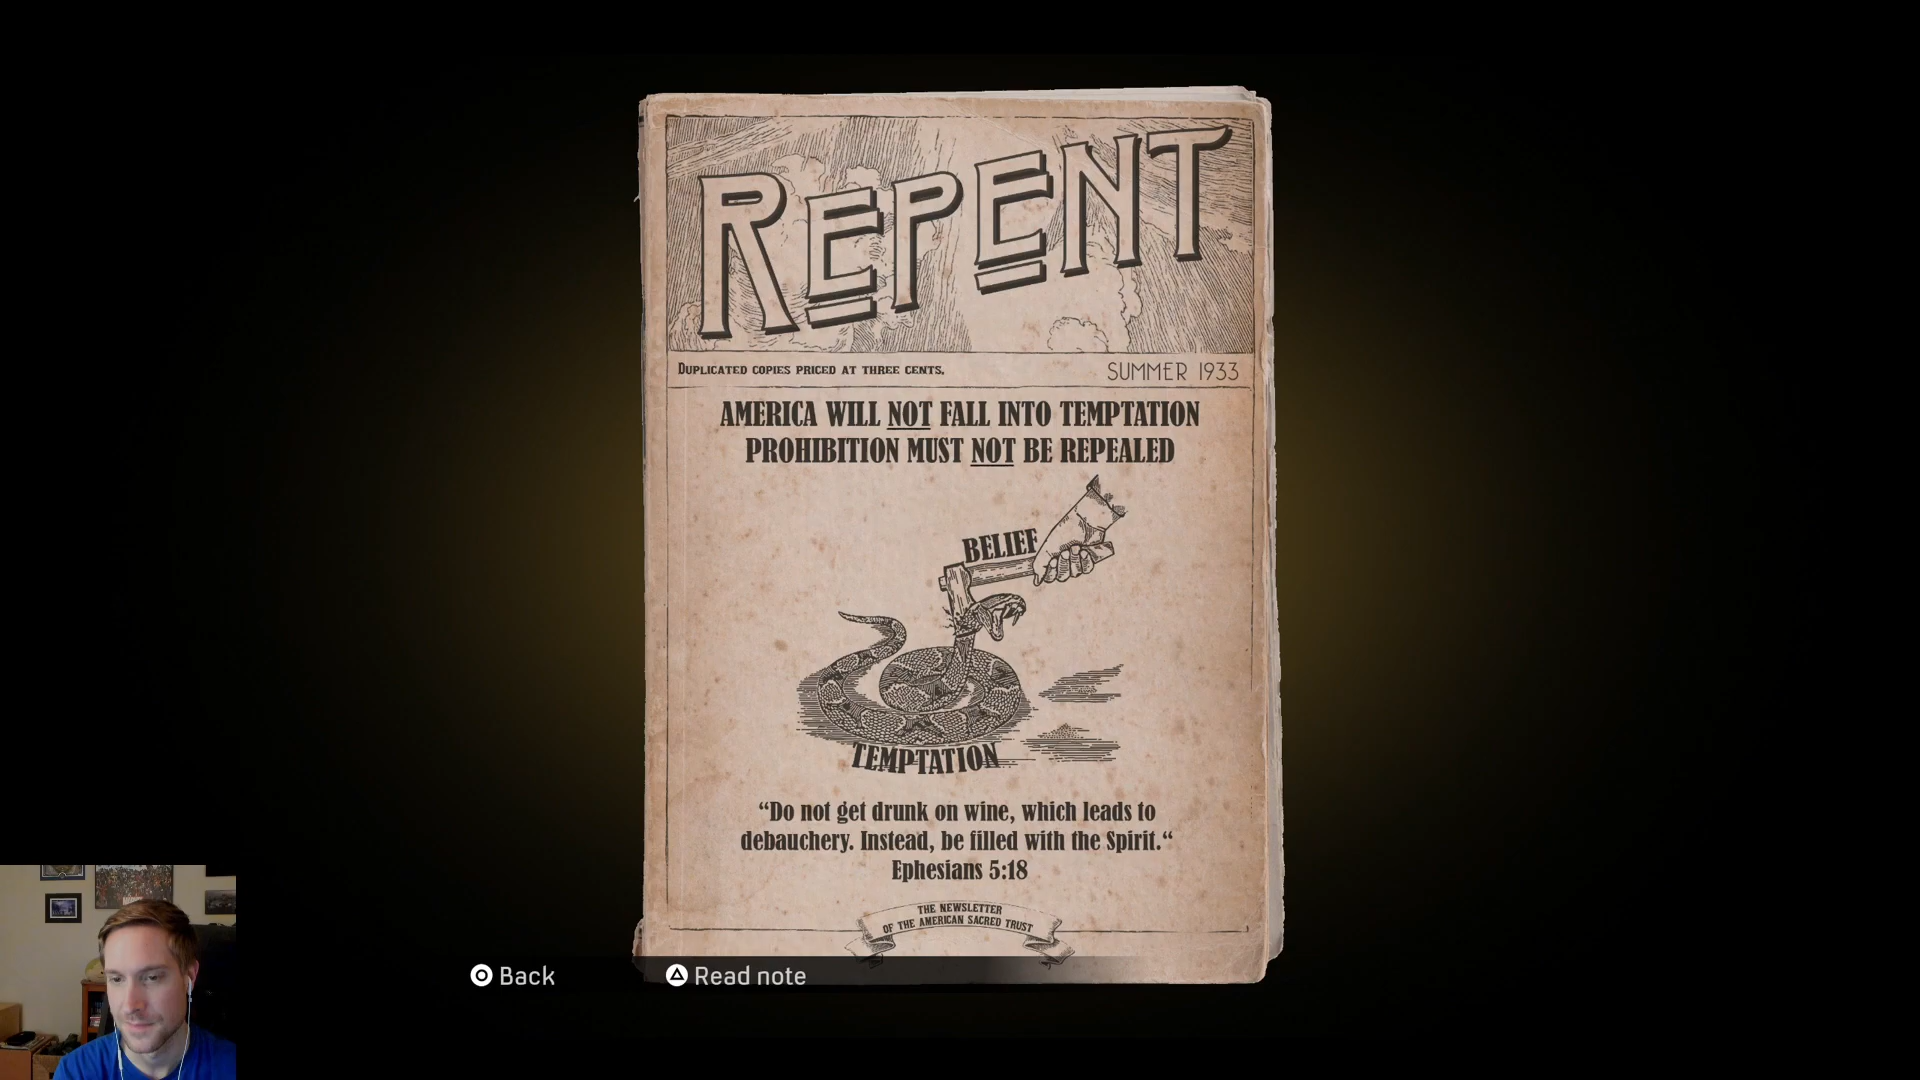 REPENT
DUPLICATED COPIES PRICED AT THREE CENTS.
SUMMER 1933
AMERICA WILL NOT FALL INTO TEMPTATION
PROHIBITION MUST NOT BE REPEALED
BELIEF
TEMPTATION
“Do not get drunk on wine, which leads to
debauchery. Instead, be filled with the Spirit.“
Ephesians 5:18
THE NEWSLETTER
OF THE AMERICAN SACRED TRUST
Back
Read note